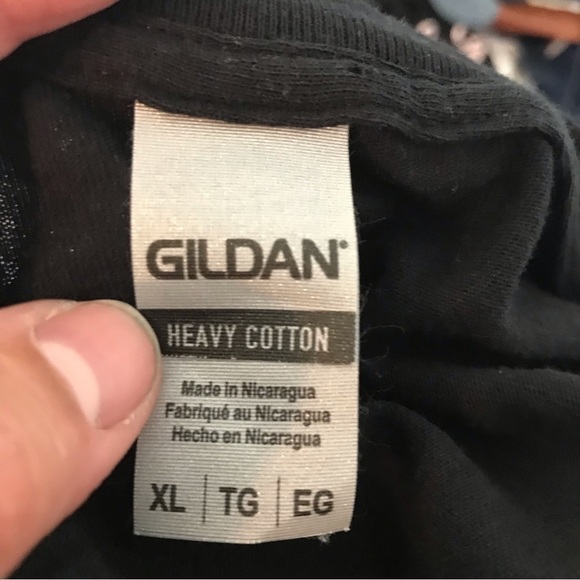 GILDAN®
HEAVY COTTON
Made in Nicaragua
Fabriqué au Nicaragua
Hecho en Nicaragua
XL | TG | EG